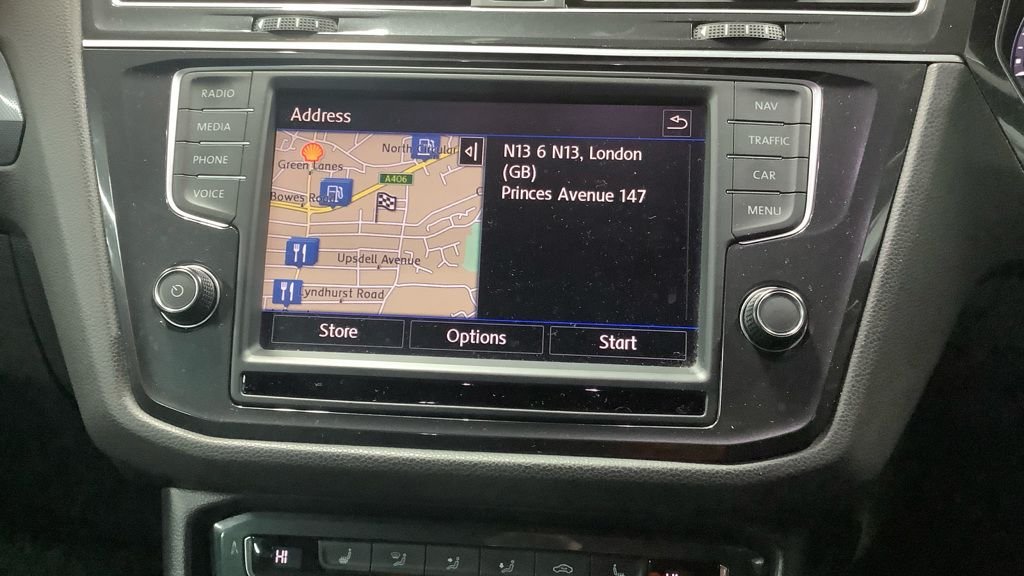 RADIO
MEDIA
PHONE
VOICE
Address
North Circular
Green Lanes
A406
Bowes Road
Upsdell Avenue
Lyndhurst Road
N13 6 N13, London
(GB)
Princes Avenue 147
Store
Options
Start
NAV
TRAFFIC
CAR
MENU
HI